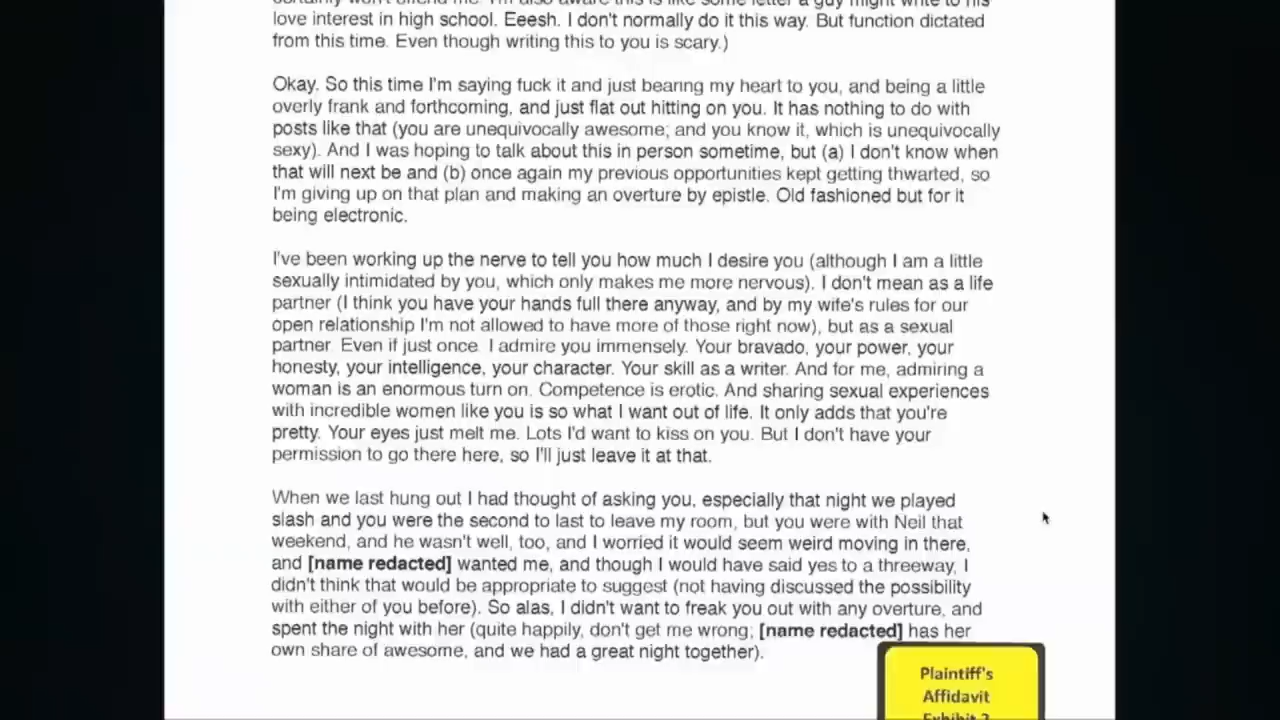 certainly won't offend me. I'm also aware this is like some letter a guy might write to his
love interest in high school. Eeesh. I don't normally do it this way. But function dictated
from this time. Even though writing this to you is scary.)
Okay. So this time I'm saying fuck it and just bearing my heart to you, and being a little
overly frank and forthcoming, and just flat out hitting on you. It has nothing to do with
posts like that (you are unequivocally awesome; and you know it, which is unequivocally
sexy). And I was hoping to talk about this in person sometime, but (a) I don't know when
that will next be and (b) once again my previous opportunities kept getting thwarted, so
I'm giving up on that plan and making an overture by epistle. Old fashioned but for it
being electronic.
I've been working up the nerve to tell you how much I desire you (although I am a little
sexually intimidated by you, which only makes me more nervous). I don't mean as a life
partner (I think you have your hands full there anyway, and by my wife's rules for our
open relationship I'm not allowed to have more of those right now), but as a sexual
partner. Even if just once. I admire you immensely. Your bravado, your power, your
honesty, your intelligence, your character. Your skill as a writer. And for me, admiring a
woman is an enormous turn on. Competence is erotic. And sharing sexual experiences
with incredible women like you is so what I want out of life. It only adds that you're
pretty. Your eyes just melt me. Lots I'd want to kiss on you. But I don't have your
permission to go there here, so I'll just leave it at that.
When we last hung out I had thought of asking you, especially that night we played
slash and you were the second to last to leave my room, but you were with Neil that
weekend, and he wasn't well, too, and I worried it would seem weird moving in there,
and [name redacted] wanted me, and though I would have said yes to a threeway, I
didn't think that would be appropriate to suggest (not having discussed the possibility
with either of you before). So alas, I didn't want to freak you out with any overture, and
spent the night with her (quite happily, don't get me wrong; [name redacted] has her
own share of awesome, and we had a great night together).
Plaintiff's
Affidavit
Exhibit 2